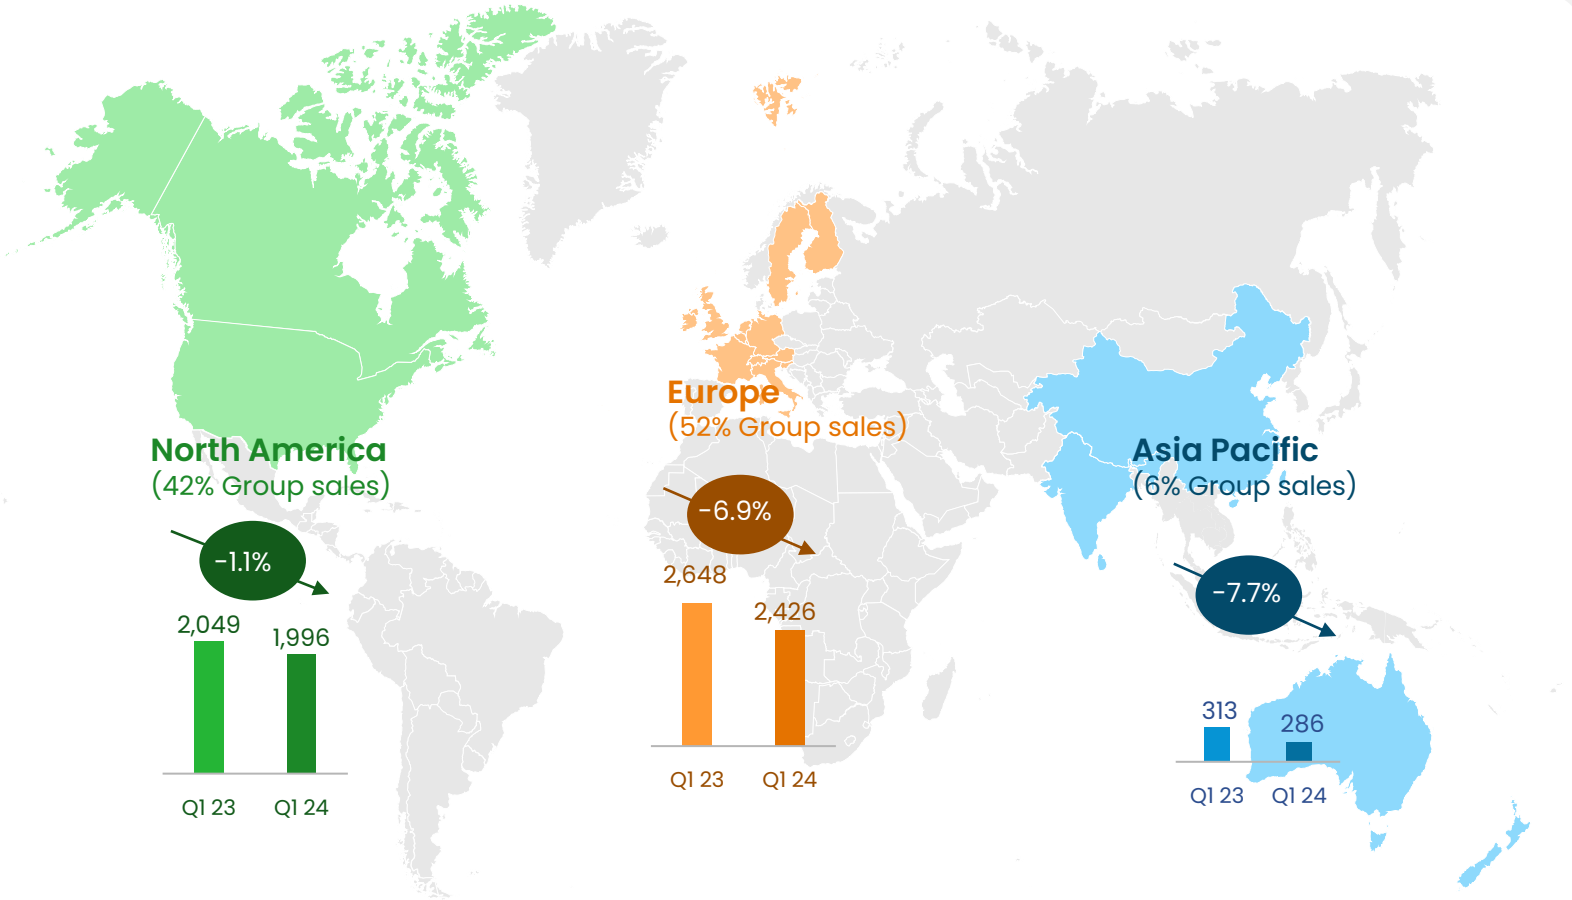 North America
(42% Group sales)
-1.1%
2,049
1,996
Q1 23
Q1 24
Europe
(52% Group sales)
-6.9%
2,648
2,426
Q1 23
Q1 24
Asia Pacific
(6% Group sales)
-7.7%
313
286
Q1 23
Q1 24